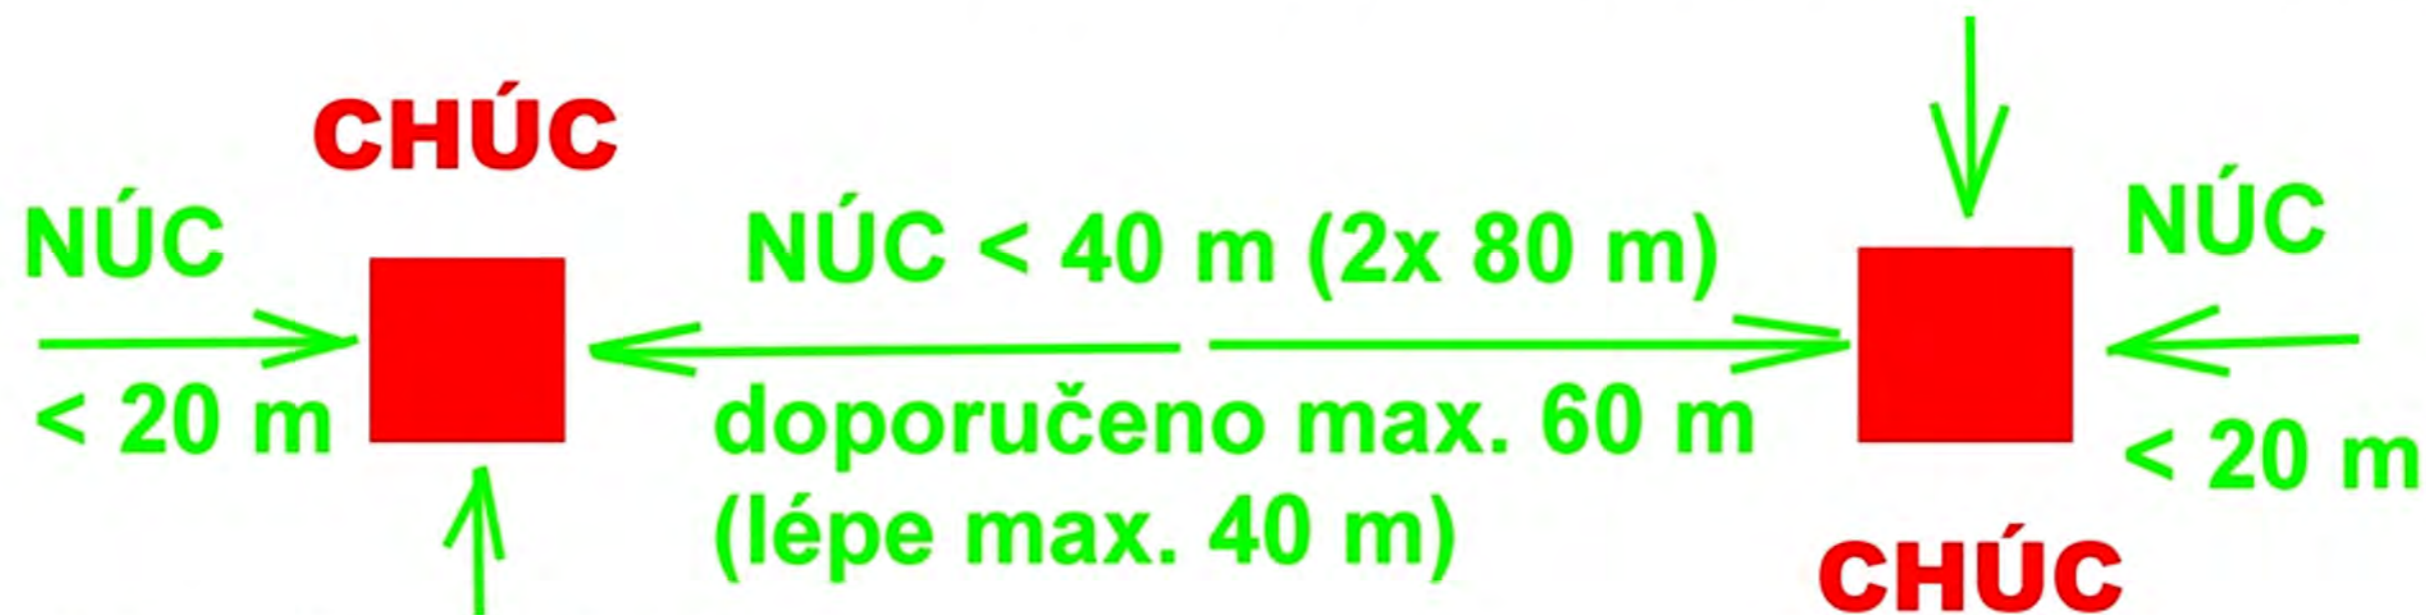 CHÚC
NÚC
NÚC < 40 m (2x 80 m)
NÚC
< 20 m
doporučeno max. 60 m
< 20 m
(lépe max. 40 m)
CHÚC